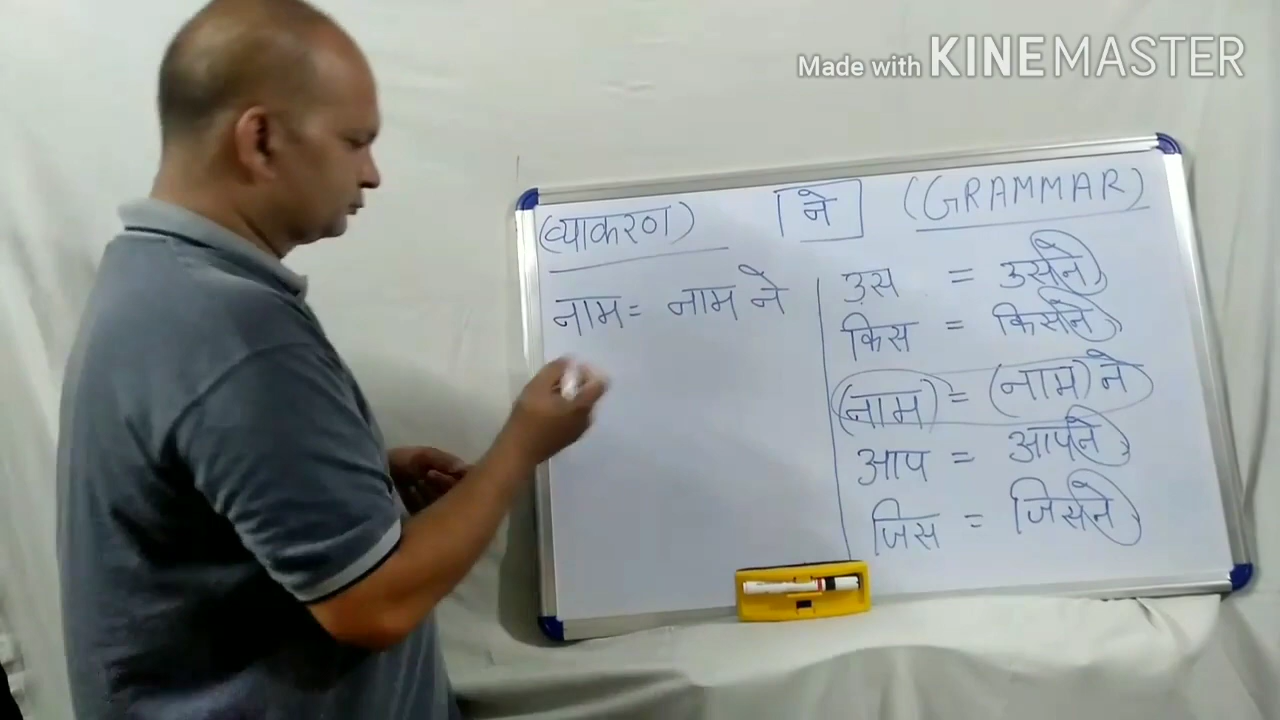 Made with KINEMASTER
(व्याकरण) ने (GRAMMAR)
नाम = नाम ने
उस = उसने
किस = किसने
(नाम) = (नाम) ने
आप = आपने
जिस = जिसने